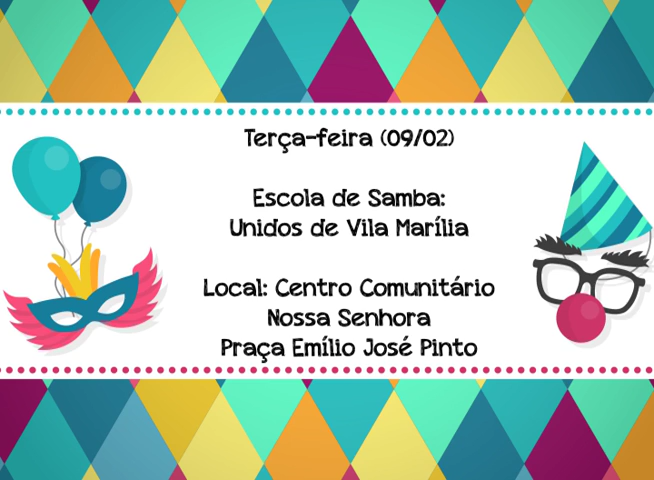 Terça-feira (09/02)
Escola de Samba:
Unidos de Vila Marília
Local: Centro Comunitário
Nossa Senhora
Praça Emílio José Pinto